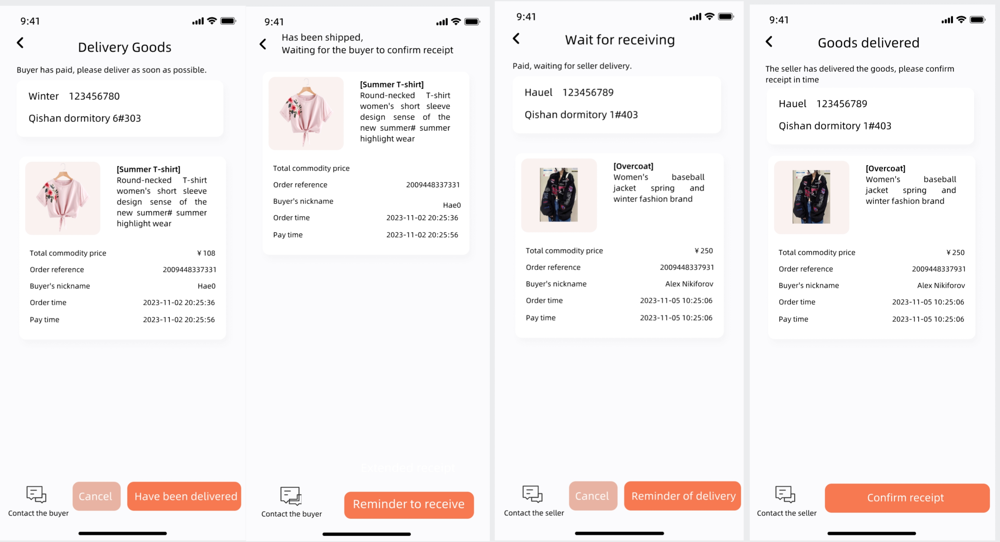 9:41
Delivery Goods
Buyer has paid, please deliver as soon as possible.
Winter 123456780
Qishan dormitory 6#303
[Summer T-shirt]
Round-necked T-shirt
women's short sleeve
design sense of the
new summer# summer
highlight wear
Total commodity price ¥ 108
Order reference 2009448337331
Buyer's nickname Hae0
Order time 2023-11-02 20:25:36
Pay time 2023-11-02 20:25:56
Contact the buyer
Cancel
Have been delivered
9:41
Has been shipped,
Waiting for the buyer to confirm receipt
[Summer T-shirt]
Round-necked T-shirt
women's short sleeve
design sense of the
new summer# summer
highlight wear
Total commodity price
Order reference 2009448337331
Buyer's nickname Hae0
Order time 2023-11-02 20:25:36
Pay time 2023-11-02 20:25:56
Extended receipt
Contact the buyer
Reminder to receive
9:41
Wait for receiving
Paid, waiting for seller delivery.
Hauel 123456789
Qishan dormitory 1#403
[Overcoat]
Women's baseball
jacket spring and
winter fashion brand
Total commodity price ¥ 250
Order reference 2009448337931
Buyer's nickname Alex Nikiforov
Order time 2023-11-05 10:25:06
Pay time 2023-11-05 10:25:06
Contact the seller
Cancel
Reminder of delivery
9:41
Goods delivered
The seller has delivered the goods, please confirm
receipt in time
Hauel 123456789
Qishan dormitory 1#403
[Overcoat]
Women's baseball
jacket spring and
winter fashion brand
Total commodity price ¥ 250
Order reference 2009448337931
Buyer's nickname Alex Nikiforov
Order time 2023-11-05 10:25:06
Pay time 2023-11-05 10:25:06
Contact the seller
Confirm receipt